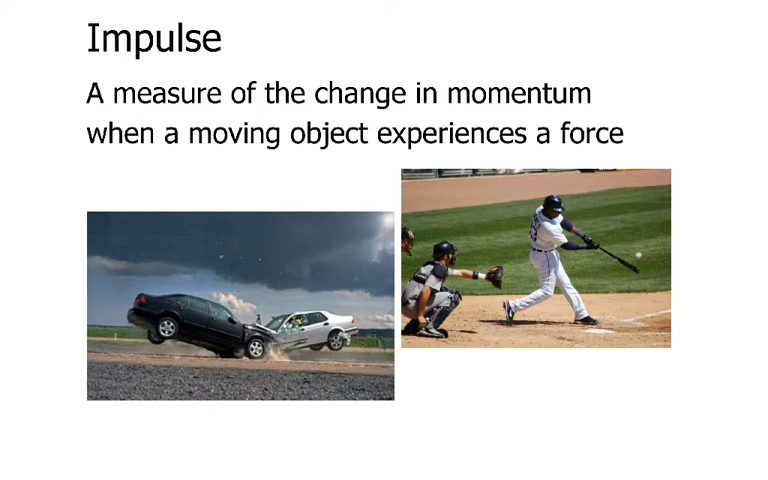 Impulse
A measure of the change in momentum
when a moving object experiences a force